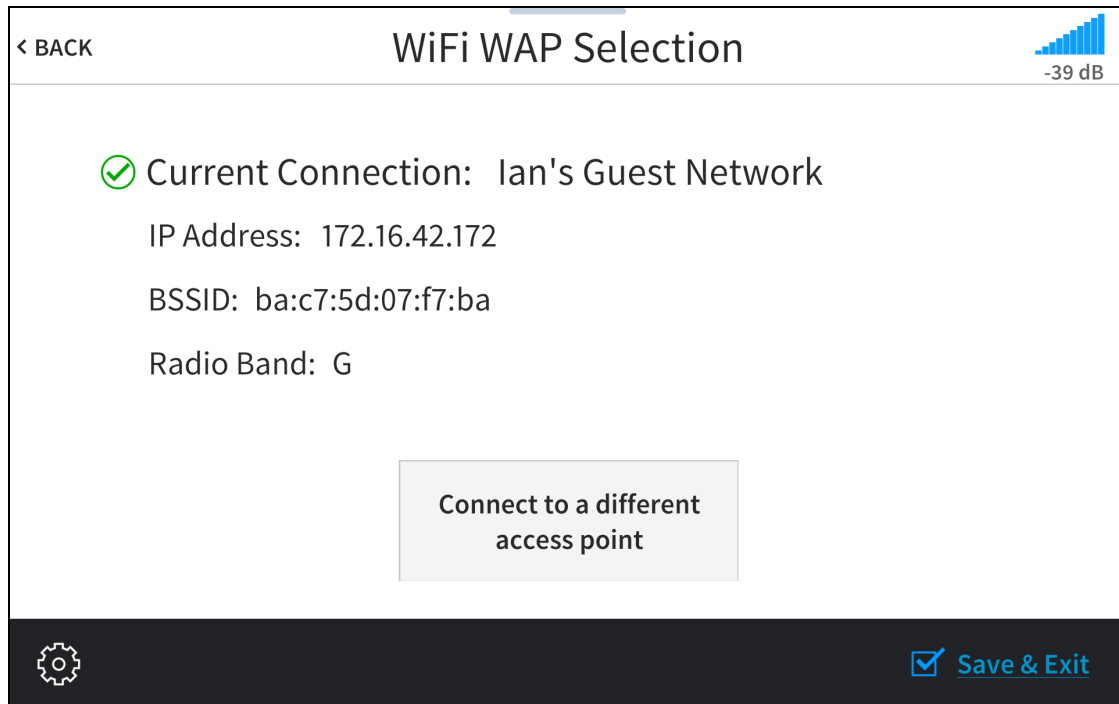 < BACK
WiFi WAP Selection
-39 dB
Current Connection: Ian's Guest Network
IP Address: 172.16.42.172
BSSID: ba:c7:5d:07:f7:ba
Radio Band: G
Connect to a different
access point
Save & Exit